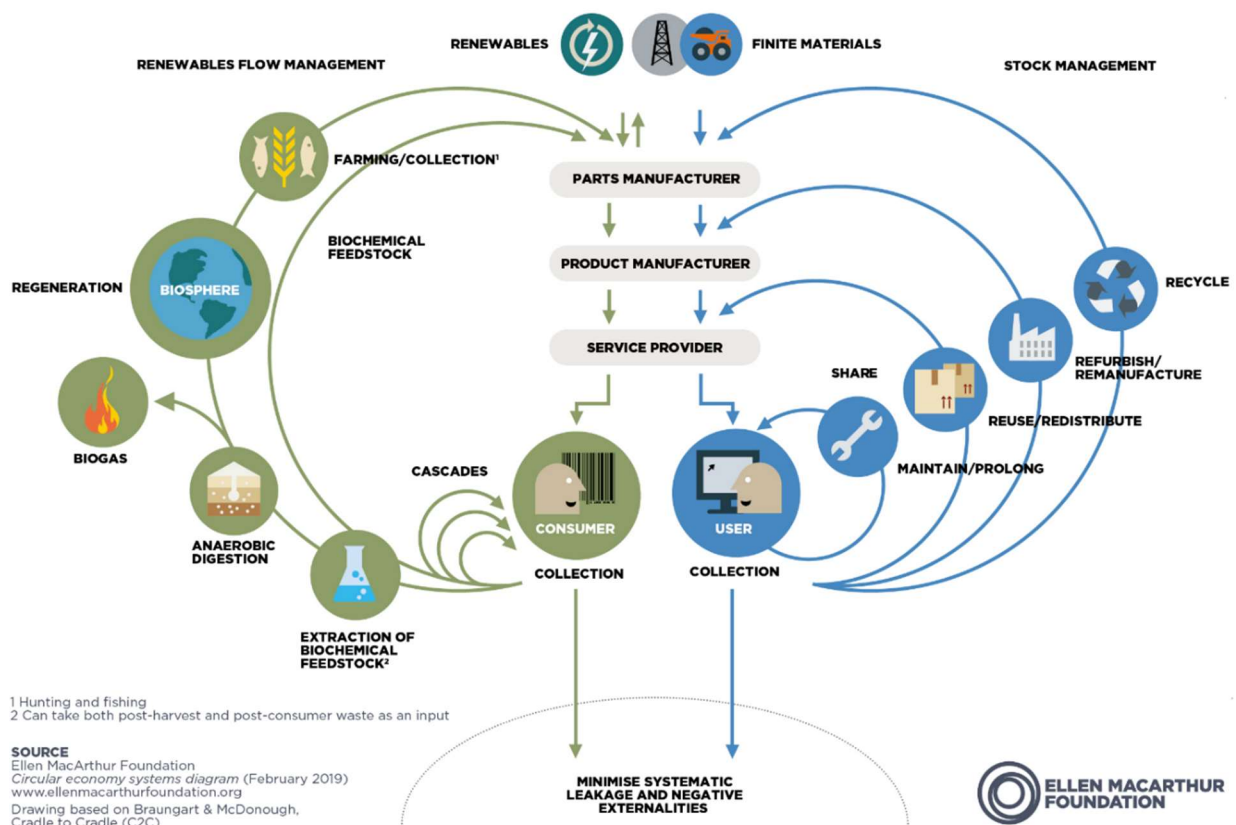 RENEWABLES
FINITE MATERIALS
RENEWABLES FLOW MANAGEMENT
STOCK MANAGEMENT
FARMING/COLLECTION¹
PARTS MANUFACTURER
BIOCHEMICAL
FEEDSTOCK
PRODUCT MANUFACTURER
REGENERATION
BIOSPHERE
RECYCLE
SERVICE PROVIDER
SHARE
REFURBISH/
REMANUFACTURE
REUSE/REDISTRIBUTE
BIOGAS
CASCADES
MAINTAIN/PROLONG
CONSUMER
USER
ANAEROBIC
DIGESTION
COLLECTION
COLLECTION
EXTRACTION OF
BIOCHEMICAL
FEEDSTOCK²
1 Hunting and fishing
2 Can take both post-harvest and post-consumer waste as an input
SOURCE
Ellen MacArthur Foundation
Circular economy systems diagram (February 2019)
www.ellenmacarthurfoundation.org
Drawing based on Braungart & McDonough,
Cradle to Cradle (C2C)
MINIMISE SYSTEMATIC
LEAKAGE AND NEGATIVE
EXTERNALITIES
ELLEN MACARTHUR
FOUNDATION